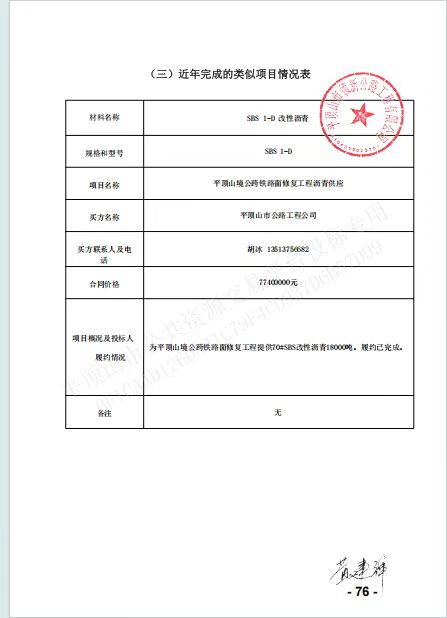 （三）近年完成的类似项目情况表
材料名称
SBS I-D 改性沥青
规格和型号
SBS I-D
项目名称
平顶山境公跨铁路面修复工程沥青供应
买方名称
平顶山市公路工程公司
买方联系人及电
话
胡冰 13513756682
合同价格
77400000元
项目概况及投标人
履约情况
为平顶山境公跨铁路面修复工程提供70#SBS改性沥青18000吨。履约已完成。
备注
无
- 76 -